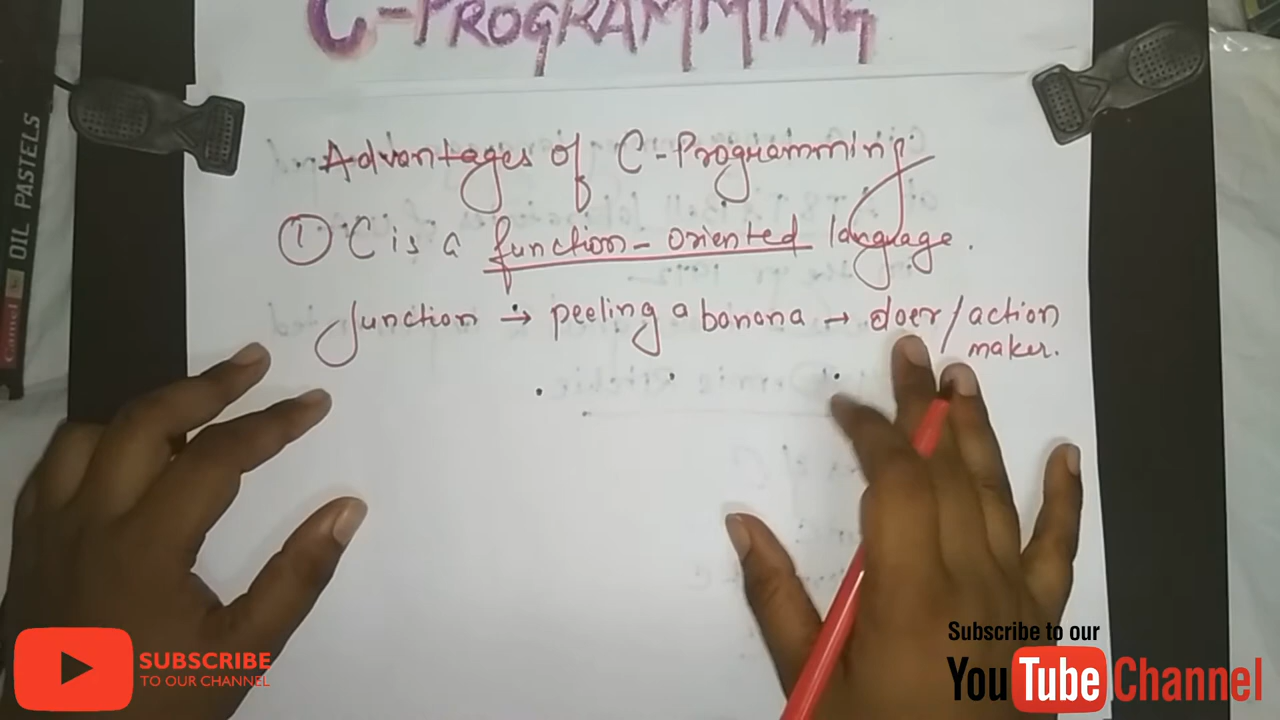 C-PROGRAMMING
Advantages of C-Programming
① C is a function-oriented language.
function → peeling a banana → doer/action
maker.
Camel OIL PASTELS
SUBSCRIBE
TO OUR CHANNEL
Subscribe to our
YouTube Channel